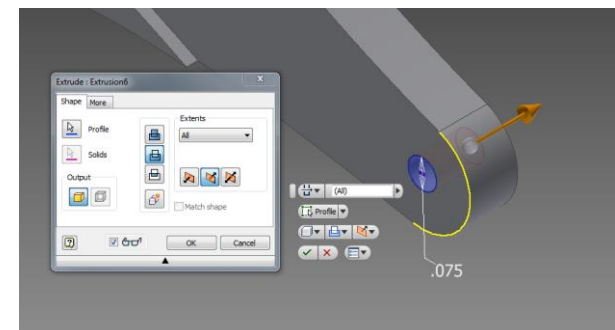 Extrude : Extrusion6
Shape More
Extents
Profile
All
Solids
Output
Match shape
OK Cancel
(All)
Profile
.075